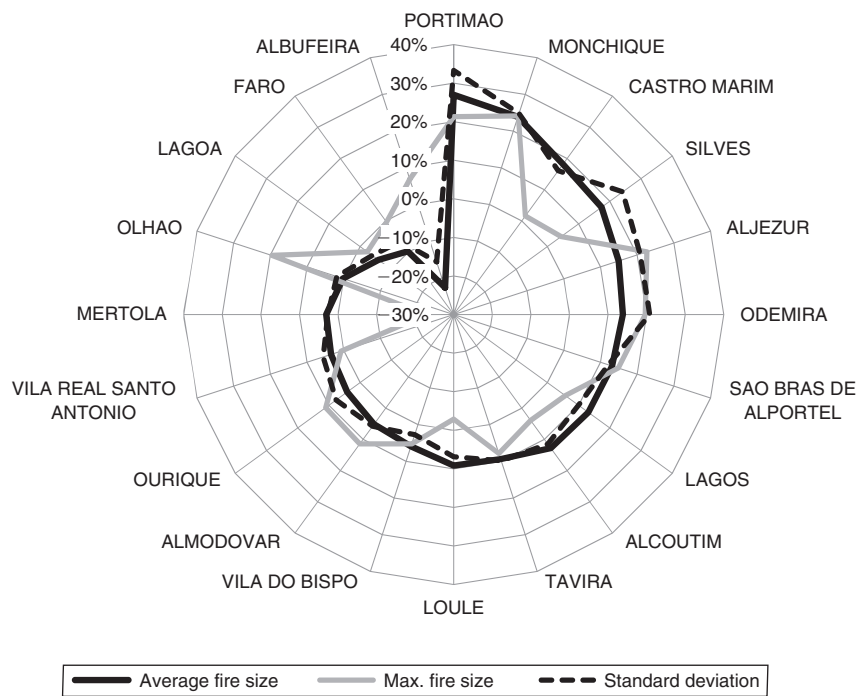 PORTIMAO
MONCHIQUE
CASTRO MARIM
SILVES
ALJEZUR
ODEMIRA
SAO BRAS DE
ALPORTEL
LAGOS
ALCOUTIM
TAVIRA
LOULE
VILA DO BISPO
ALMODOVAR
OURIQUE
VILA REAL SANTO
ANTONIO
MERTOLA
OLHAO
LAGOA
FARO
ALBUFEIRA
40%
30%
20%
10%
0%
−10%
−20%
−30%
Average fire size
Max. fire size
Standard deviation